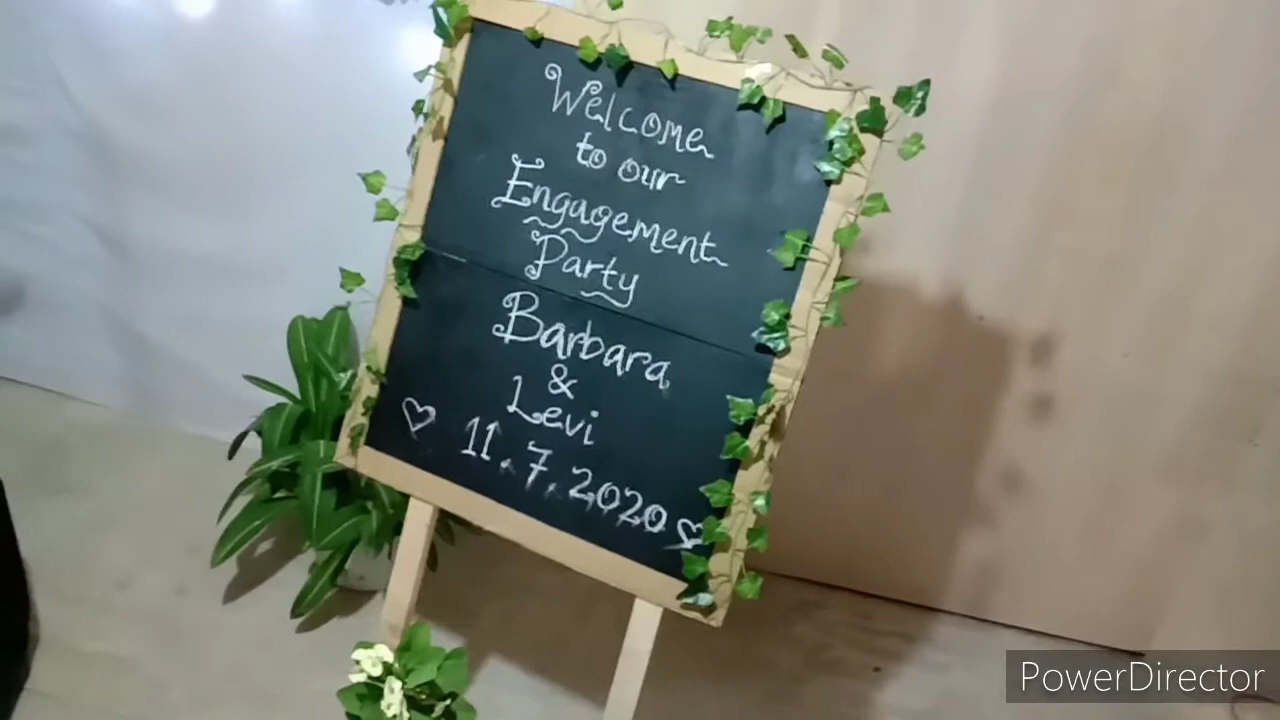 Welcome
to our
Engagement
Party
Barbara
&
Levi
11.7.2020
PowerDirector